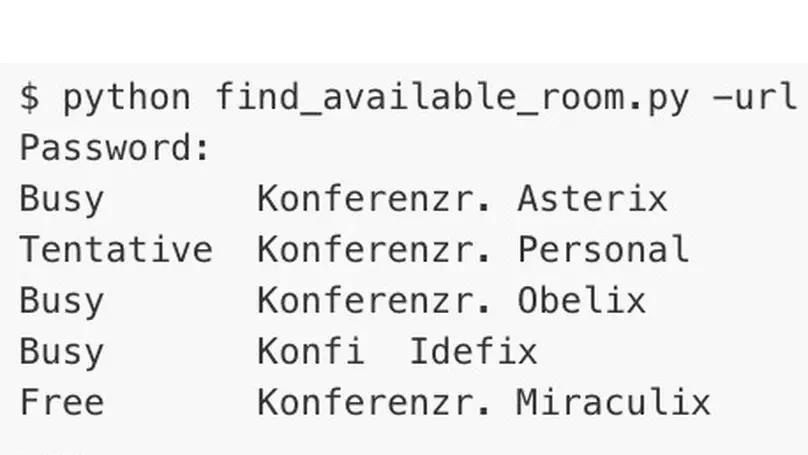 $ python find_available_room.py -url
Password:
Busy       Konferenzr. Asterix
Tentative  Konferenzr. Personal
Busy       Konferenzr. Obelix
Busy       Konfi  Idefix
Free       Konferenzr. Miraculix